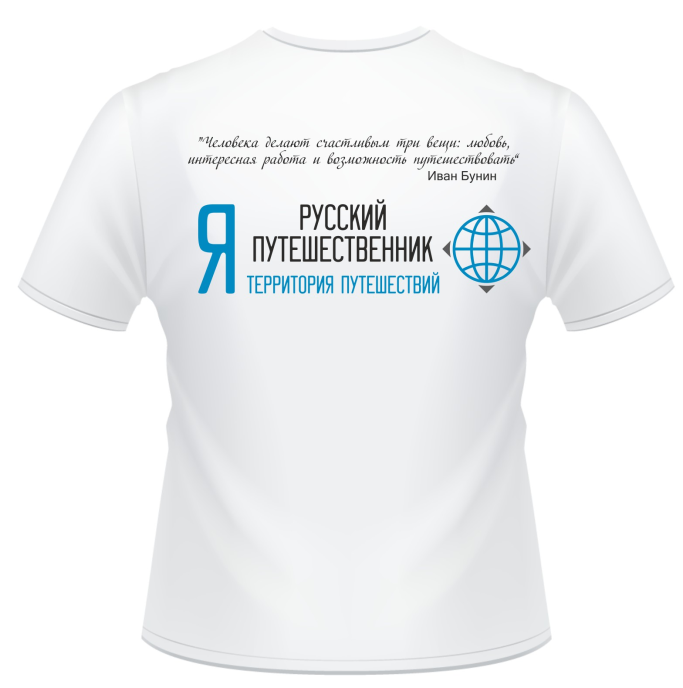 "Человека делают счастливым три вещи: любовь,
интересная работа и возможность путешествовать"
Иван Бунин
Я
РУССКИЙ
ПУТЕШЕСТВЕННИК
ТЕРРИТОРИЯ ПУТЕШЕСТВИЙ